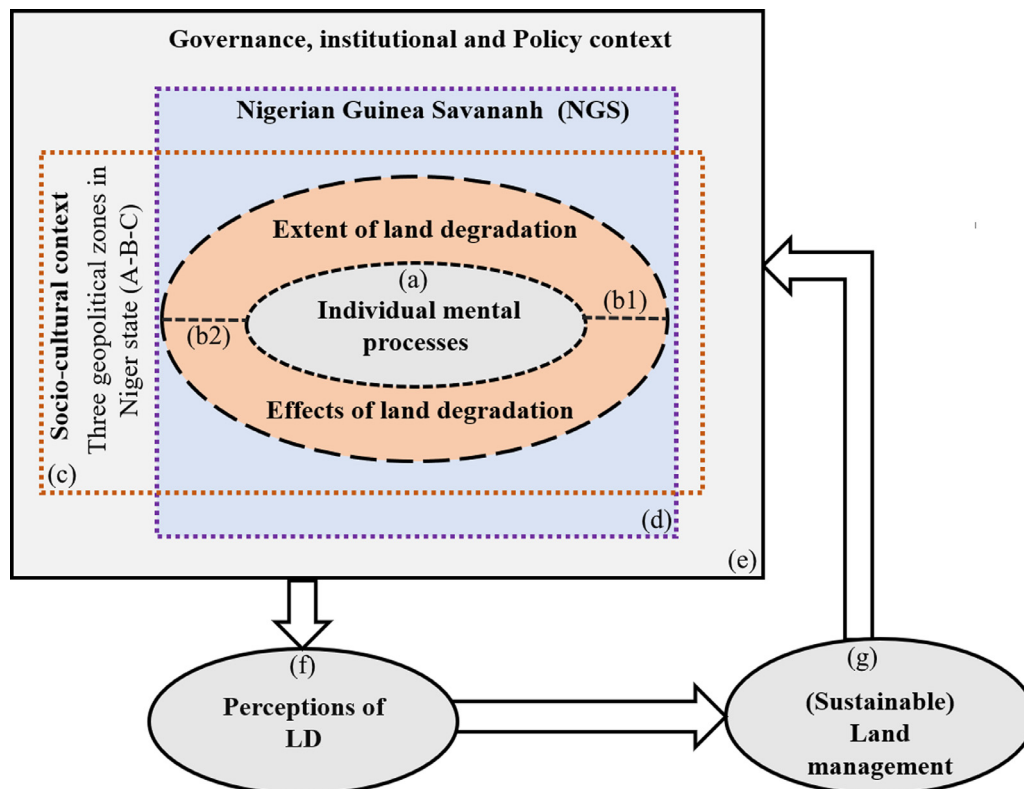 Governance, institutional and Policy context
Nigerian Guinea Savananh (NGS)
Socio-cultural context
Three geopolitical zones in
Niger state (A-B-C)
(c)
Extent of land degradation
(a)
Individual mental
processes
(b1)
(b2)
Effects of land degradation
(d)
(e)
(f)
Perceptions of
LD
(g)
(Sustainable)
Land
management